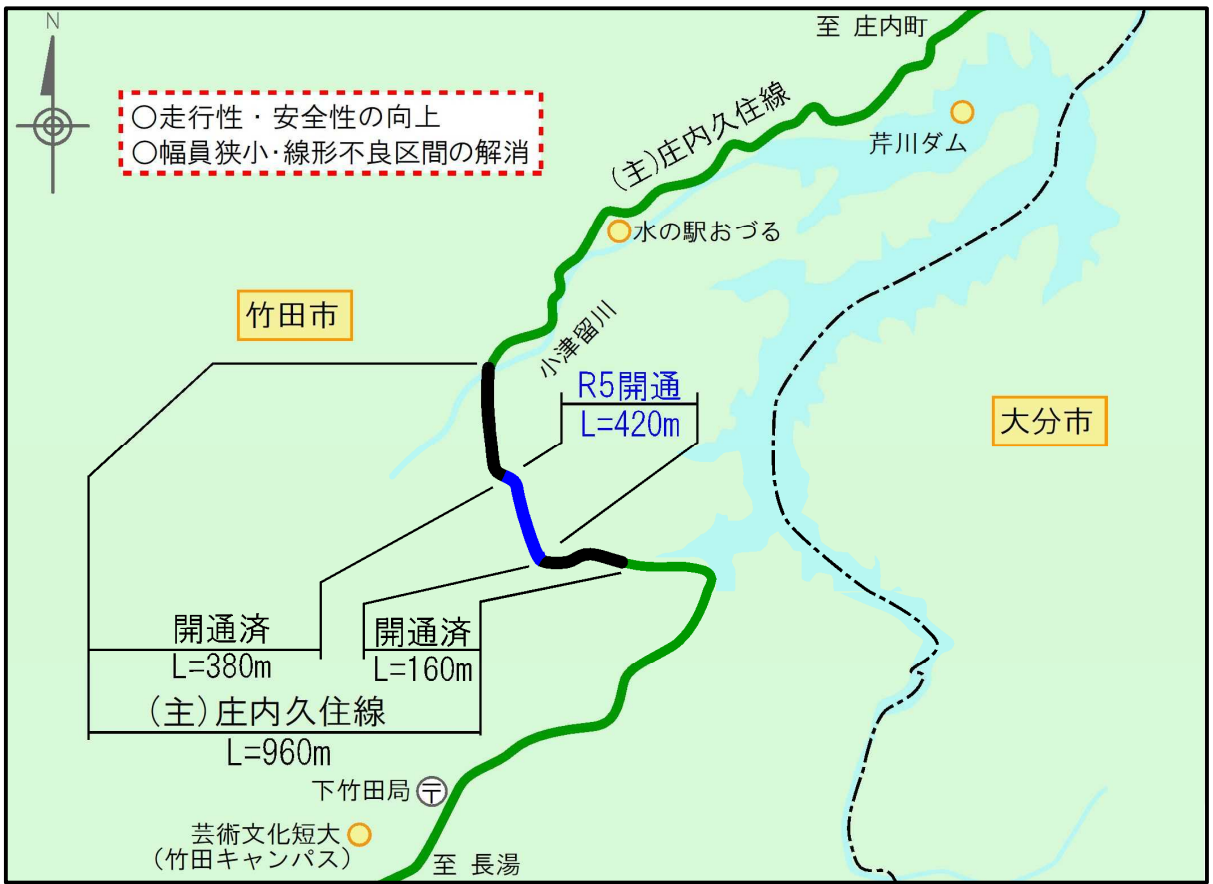 N
至 庄内町
○走行性・安全性の向上
○幅員狭小・線形不良区間の解消
(主)庄内久住線
芹川ダム
水の駅おづる
竹田市
小津留川
R5開通
L=420m
大分市
開通済
L=380m
開通済
L=160m
(主)庄内久住線
L=960m
下竹田局
〒
芸術文化短大
(竹田キャンパス)
至 長湯